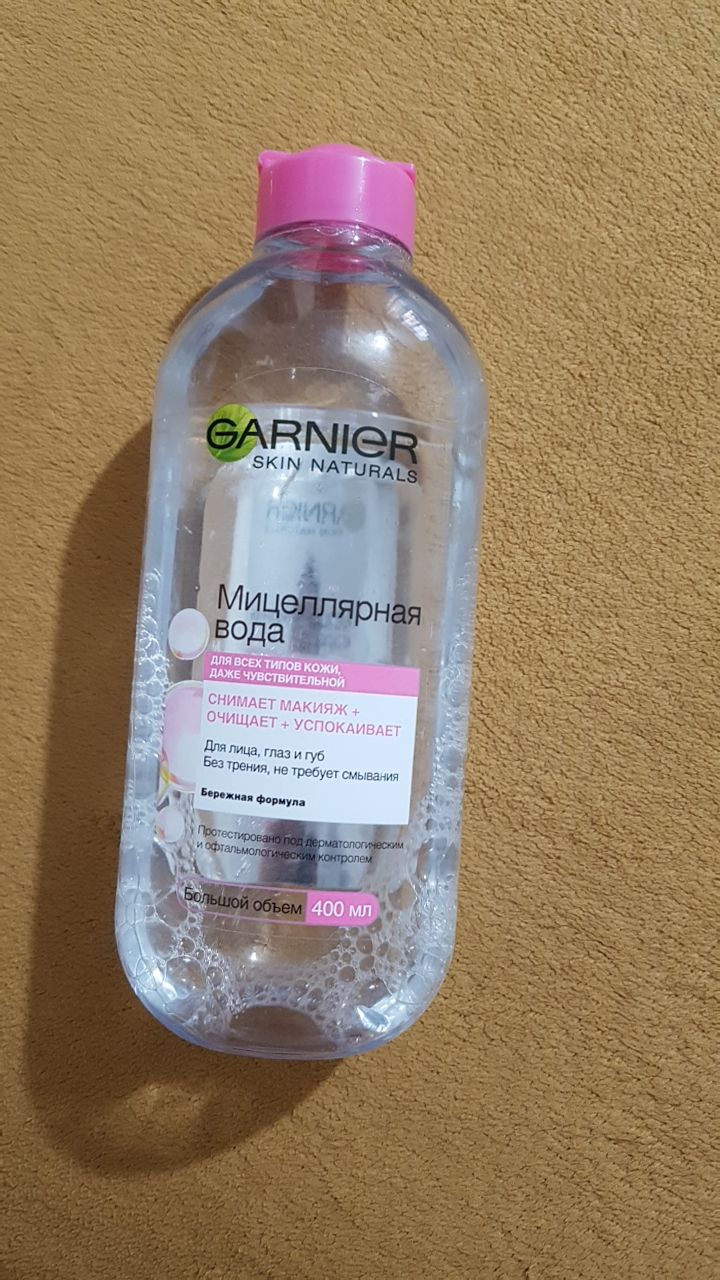 GARNIER
SKIN NATURALS
Мицеллярная
вода
ДЛЯ ВСЕХ ТИПОВ КОЖИ,
ДАЖЕ ЧУВСТВИТЕЛЬНОЙ
СНИМАЕТ МАКИЯЖ +
ОЧИЩАЕТ + УСПОКАИВАЕТ
Для лица, глаз и губ
Без трения, не требует смывания
Бережная формула
Протестировано под дерматологическим
и офтальмологическим контролем
Большой объем 400 мл